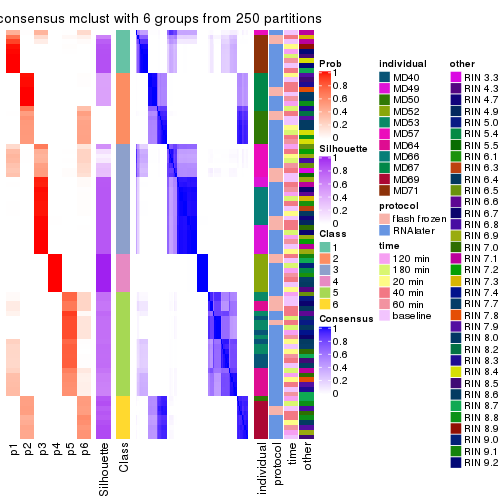 consensus mclust with 6 groups from 250 partitions
p1
p2
p3
p4
p5
p6
Silhouette
Class
individual
protocol
time
other
Prob
1
0.8
0.6
0.4
0.2
0
Silhouette
1
0.8
0.6
0.4
0.2
0
Class
1
2
3
4
5
6
Consensus
1
0.8
0.6
0.4
0.2
0
individual
MD40
MD49
MD50
MD52
MD53
MD57
MD64
MD66
MD67
MD69
MD71
protocol
flash frozen
RNAlater
time
120 min
180 min
20 min
40 min
60 min
baseline
other
RIN 3.3
RIN 4.3
RIN 4.7
RIN 4.9
RIN 5.0
RIN 5.4
RIN 5.5
RIN 6.1
RIN 6.3
RIN 6.4
RIN 6.5
RIN 6.6
RIN 6.7
RIN 6.8
RIN 6.9
RIN 7.0
RIN 7.1
RIN 7.2
RIN 7.3
RIN 7.4
RIN 7.7
RIN 7.8
RIN 7.9
RIN 8.0
RIN 8.2
RIN 8.3
RIN 8.4
RIN 8.5
RIN 8.6
RIN 8.7
RIN 8.8
RIN 8.9
RIN 9.0
RIN 9.1
RIN 9.2